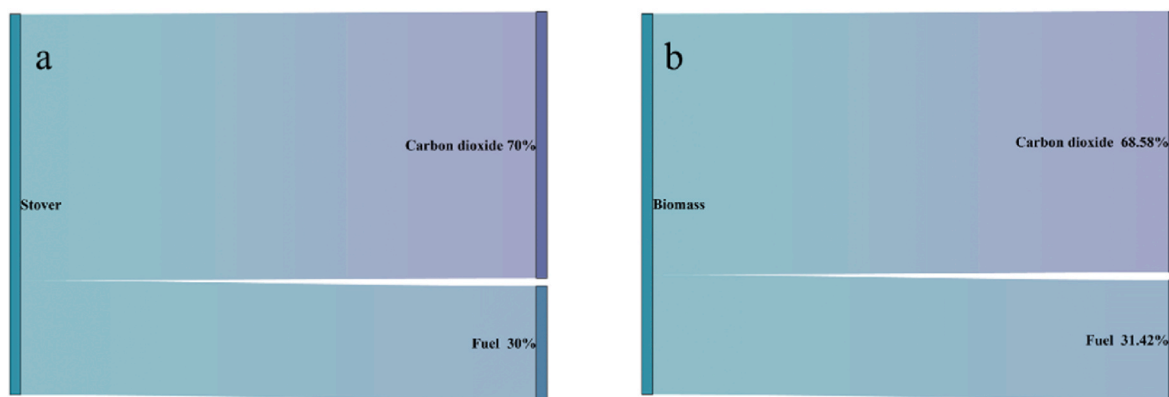 a
Carbon dioxide 70%
Stover
Fuel 30%
b
Carbon dioxide 68.58%
Biomass
Fuel 31.42%